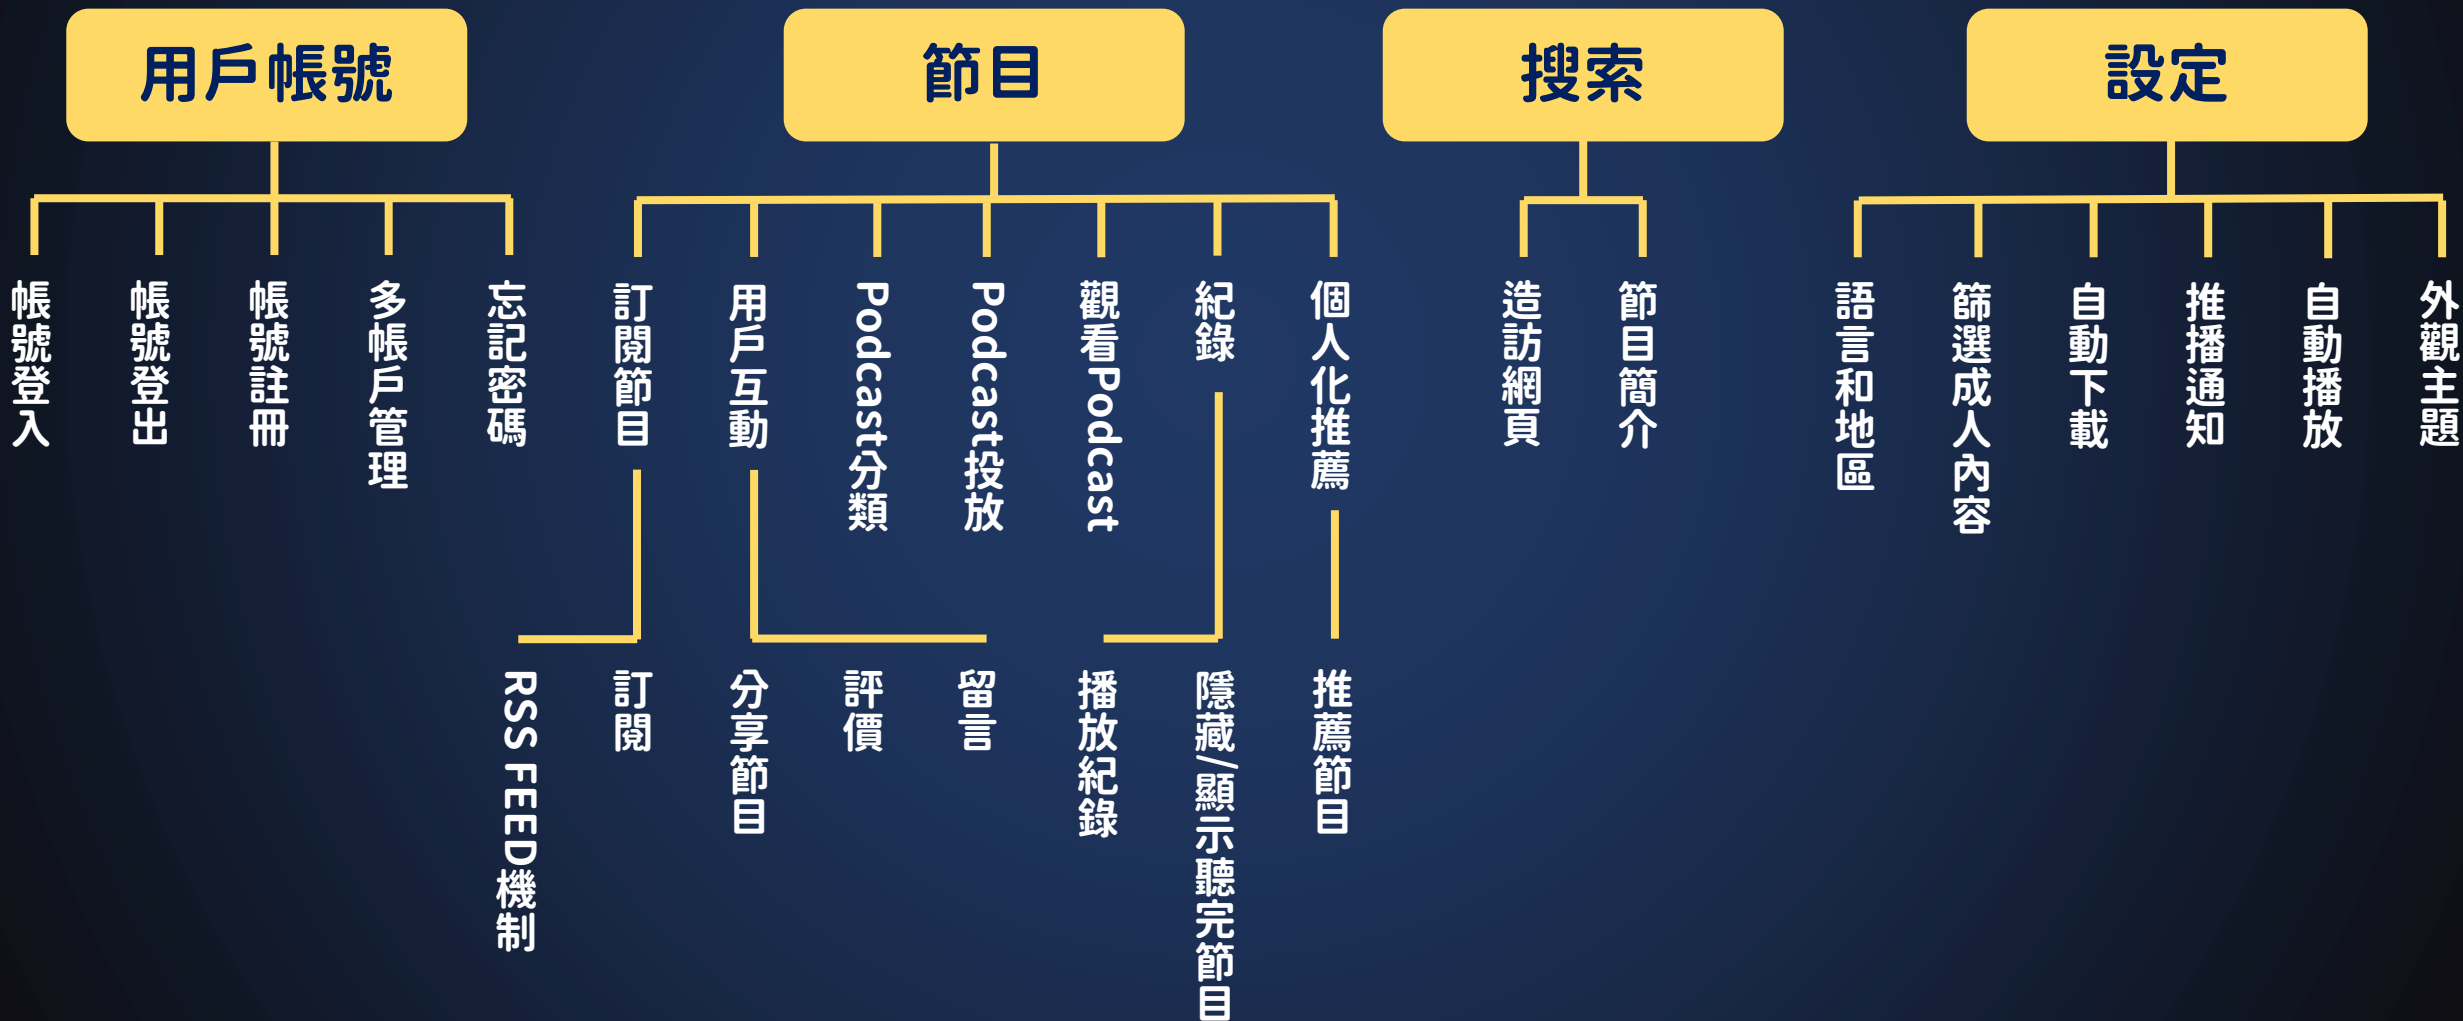 用戶帳號
節目
搜索
設定
帳號登入
帳號登出
帳號註冊
多帳戶管理
忘記密碼
訂閱節目
用戶互動
Podcast分類
Podcast投放
觀看Podcast
紀錄
個人化推薦
造訪網頁
節目簡介
語言和地區
篩選成人內容
自動下載
推播通知
自動播放
外觀主題
RSS FEED機制
訂閱
分享節目
評價
留言
播放紀錄
隱藏/顯示聽完節目
推薦節目